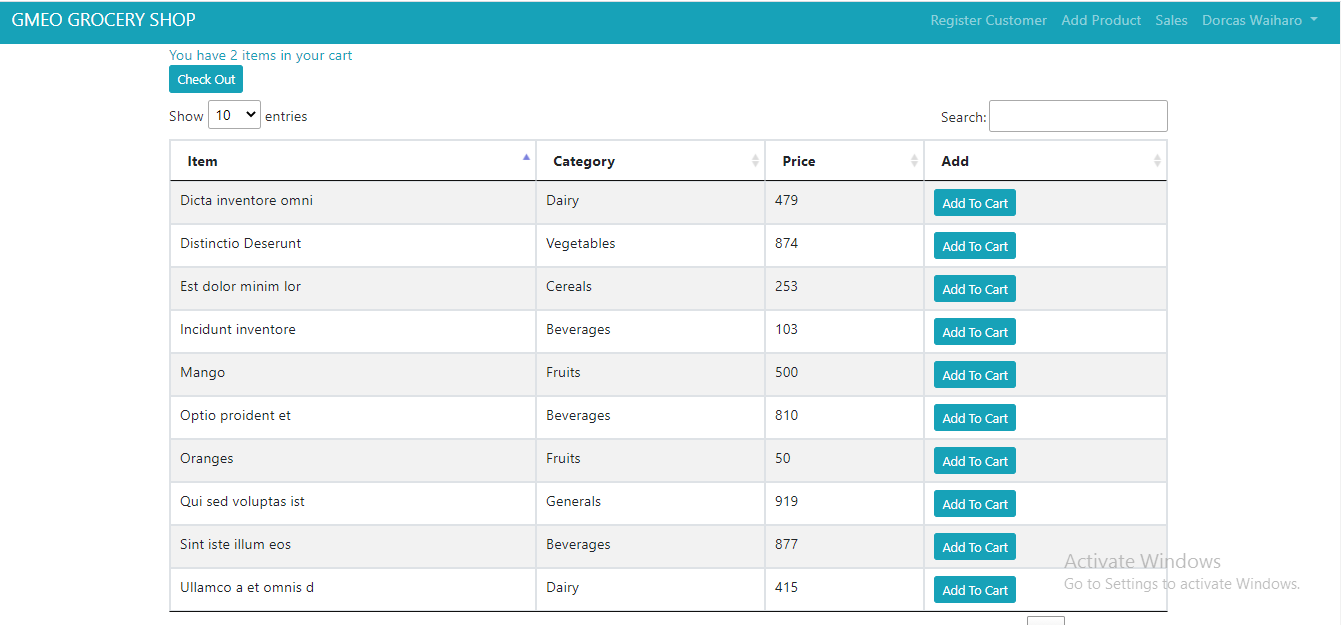 GMEO GROCERY SHOP Register Customer Add Product Sales Dorcas Waiharo
You have 2 items in your cart
Check Out
Show 10 entries Search:
Item Category Price Add
Dicta inventore omni Dairy 479 Add To Cart
Distinctio Deserunt Vegetables 874 Add To Cart
Est dolor minim lor Cereals 253 Add To Cart
Incidunt inventore Beverages 103 Add To Cart
Mango Fruits 500 Add To Cart
Optio proident et Beverages 810 Add To Cart
Oranges Fruits 50 Add To Cart
Qui sed voluptas ist Generals 919 Add To Cart
Sint iste illum eos Beverages 877 Add To Cart
Ullamco a et omnis d Dairy 415 Add To Cart
Activate Windows
Go to Settings to activate Windows.